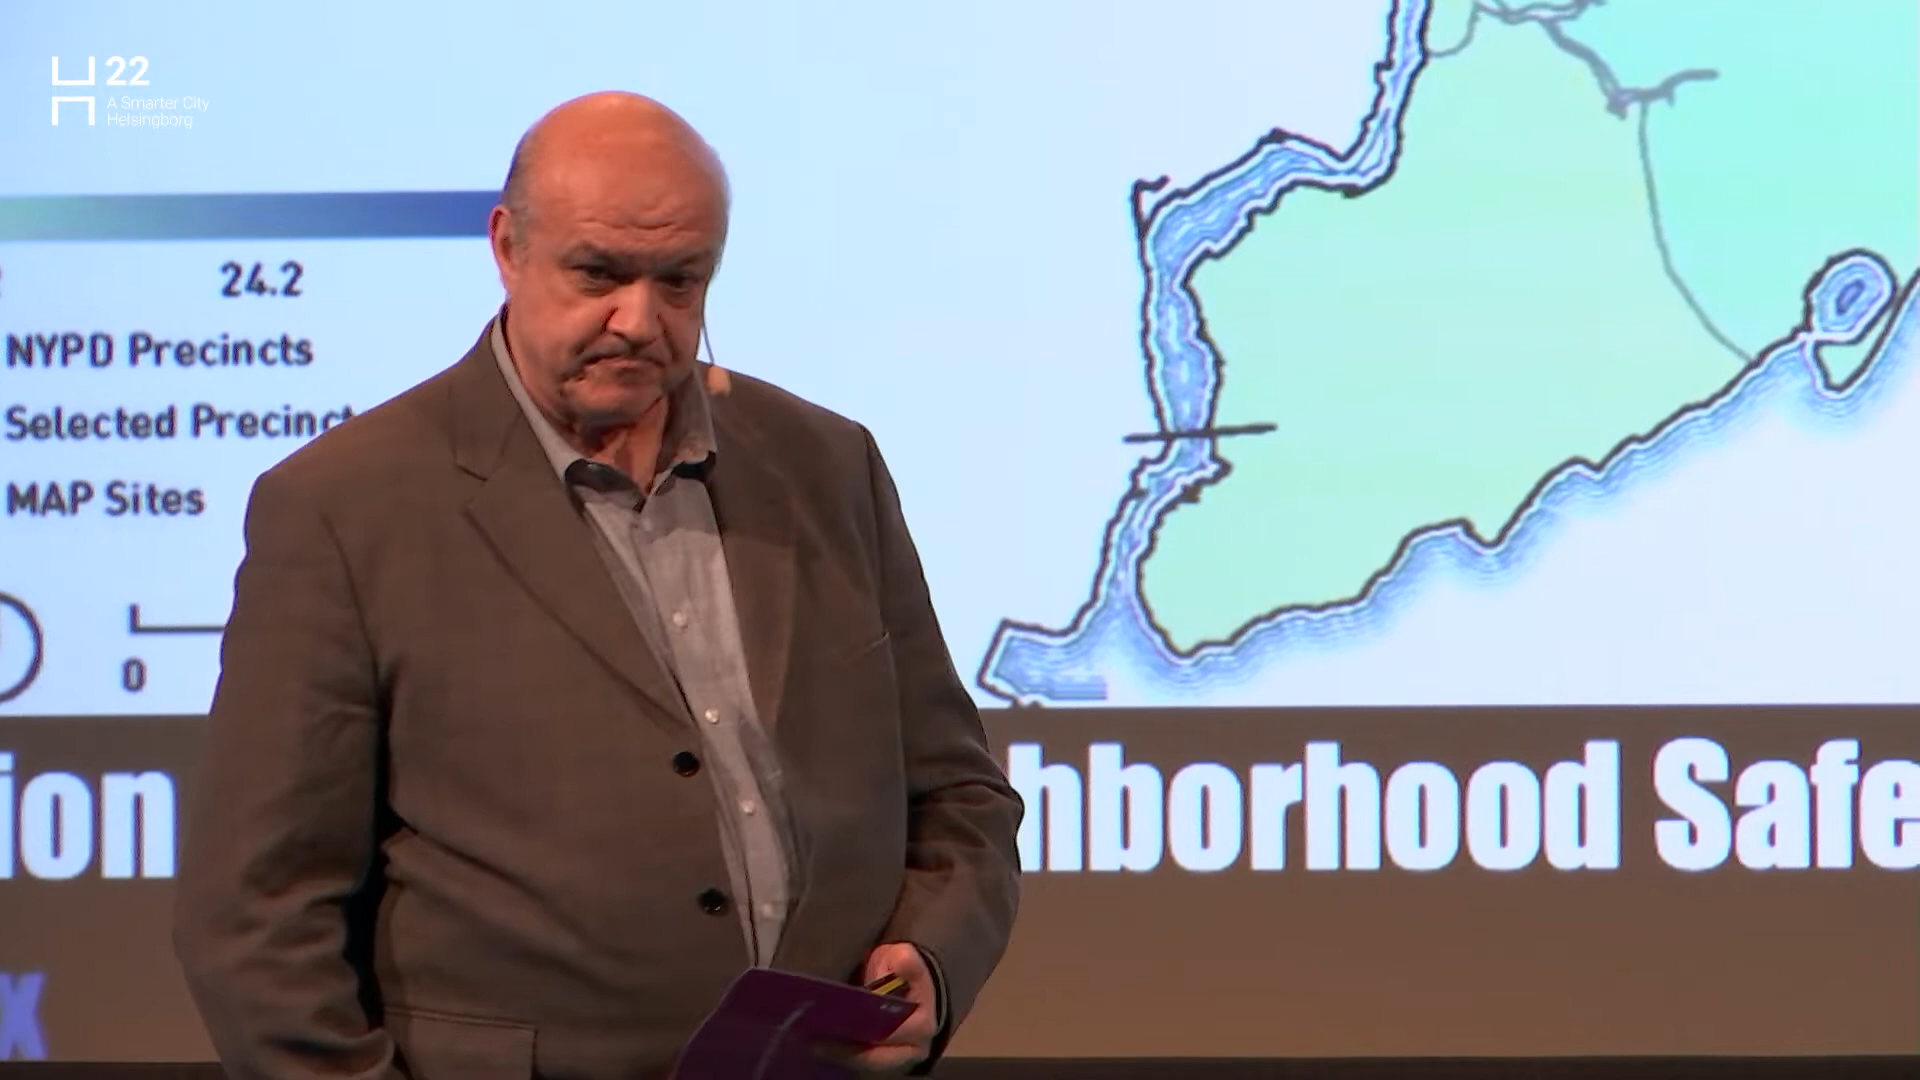 22
A Smarter City
Helsingborg
24.2
NYPD Precincts
Selected Precinct
MAP Sites
0
ion hborhood Safe
x